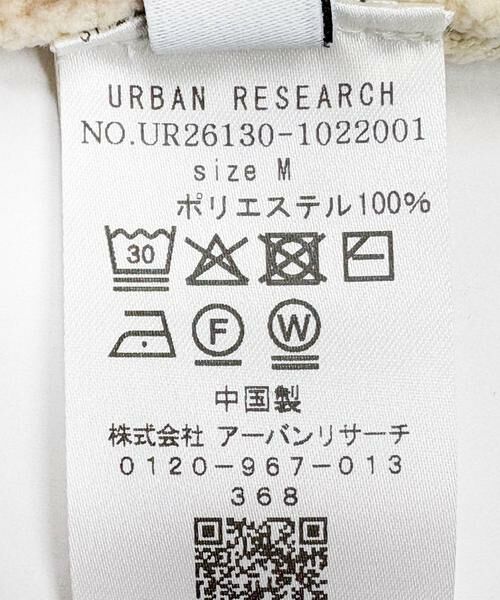 URBAN RESEARCH
NO.UR26130-1022001
size M
ポリエステル100%
30
F W
中国製
株式会社 アーバンリサーチ
0120-967-013
368